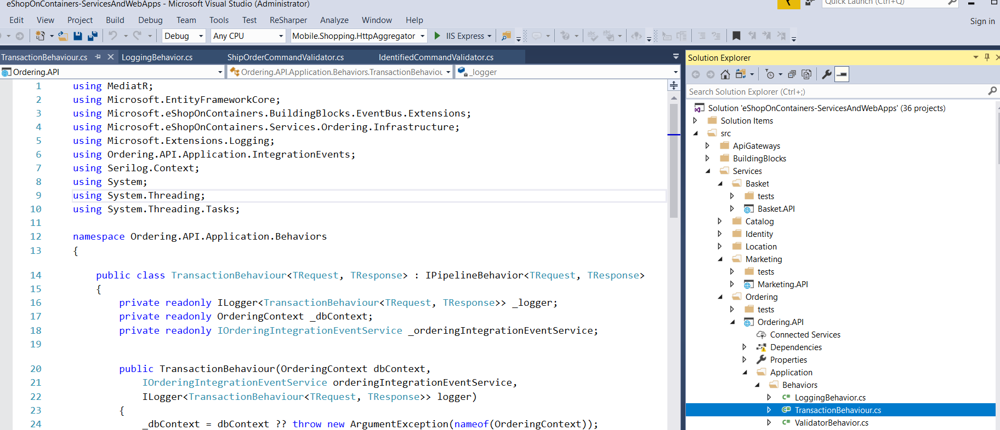 eShopOnContainers-ServicesAndWebApps - Microsoft Visual Studio (Administrator)
Quick Launch (Ctrl+Q)
Edit View Project Build Debug Team Tools Test ReSharper Analyze Window Help
Sign in
Debug Any CPU Mobile.Shopping.HttpAggregator IIS Express
TransactionBehaviour.cs LoggingBehavior.cs ShipOrderCommandValidator.cs IdentifiedCommandValidator.cs
Ordering.API Ordering.API.Application.Behaviors.TransactionBehaviou _logger
1 using MediatR;
2 using Microsoft.EntityFrameworkCore;
3 using Microsoft.eShopOnContainers.BuildingBlocks.EventBus.Extensions;
4 using Microsoft.eShopOnContainers.Services.Ordering.Infrastructure;
5 using Microsoft.Extensions.Logging;
6 using Ordering.API.Application.IntegrationEvents;
7 using Serilog.Context;
8 using System;
9 using System.Threading;
10 using System.Threading.Tasks;
11
12 namespace Ordering.API.Application.Behaviors
13 {
14 public class TransactionBehaviour<TRequest, TResponse> : IPipelineBehavior<TRequest, TResponse>
15 {
16 private readonly ILogger<TransactionBehaviour<TRequest, TResponse>> _logger;
17 private readonly OrderingContext _dbContext;
18 private readonly IOrderingIntegrationEventService _orderingIntegrationEventService;
19
20 public TransactionBehaviour(OrderingContext dbContext,
21 IOrderingIntegrationEventService orderingIntegrationEventService,
22 ILogger<TransactionBehaviour<TRequest, TResponse>> logger)
23 {
24 _dbContext = dbContext ?? throw new ArgumentException(nameof(OrderingContext));
Solution Explorer
Search Solution Explorer (Ctrl+;)
Solution 'eShopOnContainers-ServicesAndWebApps' (36 projects)
Solution Items
src
ApiGateways
BuildingBlocks
Services
Basket
tests
Basket.API
Catalog
Identity
Location
Marketing
tests
Marketing.API
Ordering
tests
Ordering.API
Connected Services
Dependencies
Properties
Application
Behaviors
C# LoggingBehavior.cs
C# TransactionBehaviour.cs
C# ValidatorBehavior.cs